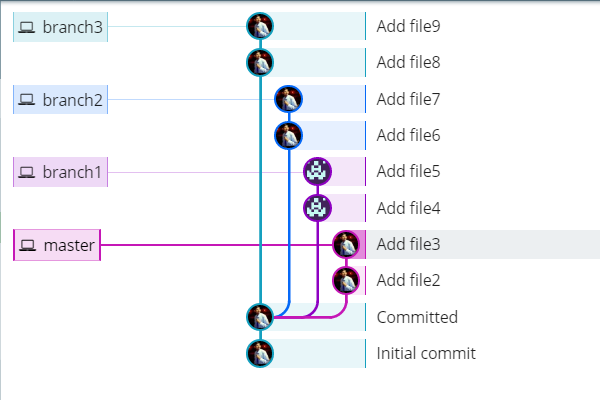 branch3 Add file9
Add file8
branch2 Add file7
Add file6
branch1 Add file5
Add file4
master Add file3
Add file2
Committed
Initial commit